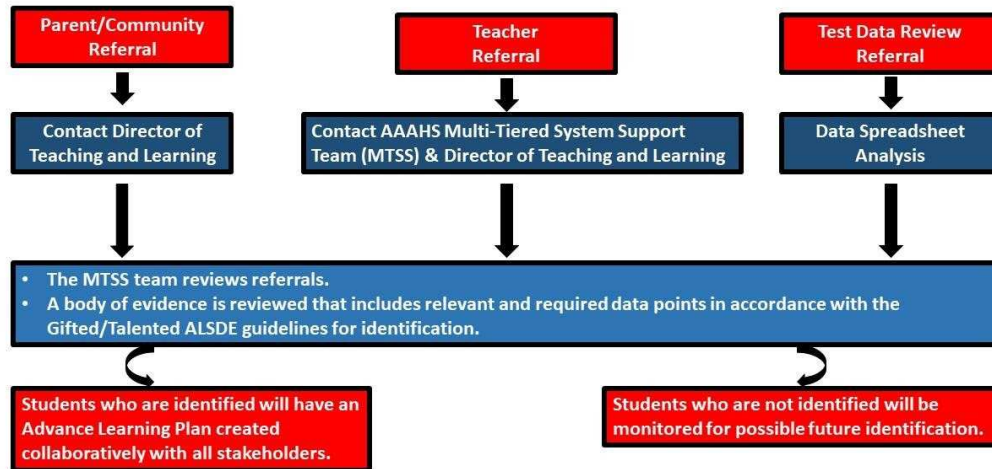 Parent/Community
Referral
Teacher
Referral
Test Data Review
Referral
Contact Director of
Teaching and Learning
Contact AAAHS Multi-Tiered System Support
Team (MTSS) & Director of Teaching and Learning
Data Spreadsheet
Analysis
• The MTSS team reviews referrals.
• A body of evidence is reviewed that includes relevant and required data points in accordance with the
Gifted/Talented ALSDE guidelines for identification.
Students who are identified will have an
Advance Learning Plan created
collaboratively with all stakeholders.
Students who are not identified will be
monitored for possible future identification.